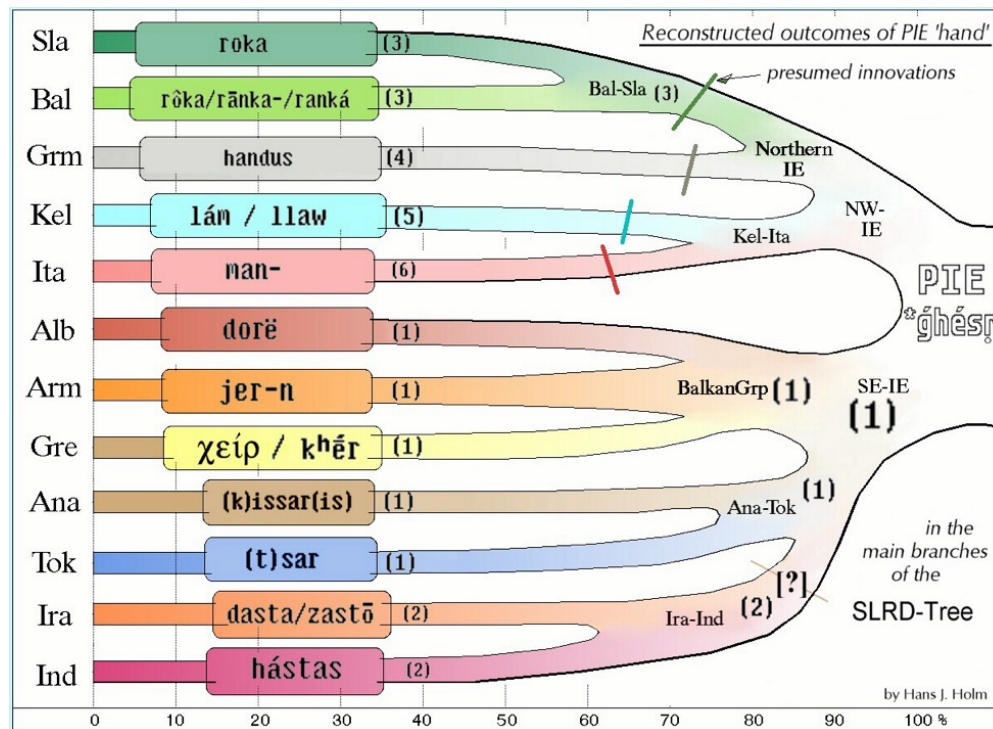 Reconstructed outcomes of PIE 'hand'
presumed innovations
Sla roka (3)
Bal rôka/rānka-/ranká (3)
Bal-Sla (3)
Grm handus (4)
Northern
IE
Kel lám / llaw (5)
Kel-Ita
NW-
IE
Ita man- (6)
PIE
*ǵhésr̥
Alb dorë (1)
Arm jer-n (1)
BalkanGrp (1)
SE-IE
(1)
Gre χείρ / kʰḗr (1)
Ana (k)issar(is) (1)
Ana-Tok (1)
Tok (t)sar (1)
in the
main branches
of the
SLRD-Tree
Ira dasta/zastō (2)
Ira-Ind (2) [?]
Ind hástas (2)
by Hans J. Holm
0 10 20 30 40 50 60 70 80 90 100 %